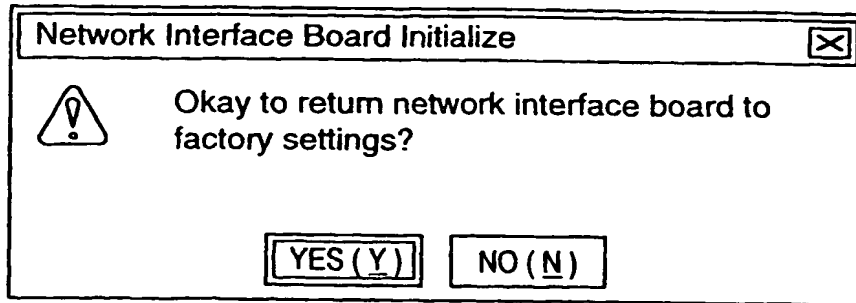 Network Interface Board Initialize
Okay to return network interface board to
factory settings?
YES (Y)
NO (N)